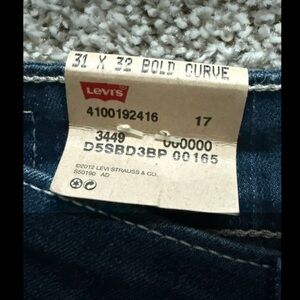 31 X 32 BOLD CURVE
LEVI'S
4100192416 17
3449 000000
D5SBD3BP 00165
©2012 LEVI STRAUSS & CO.
S50190 AD